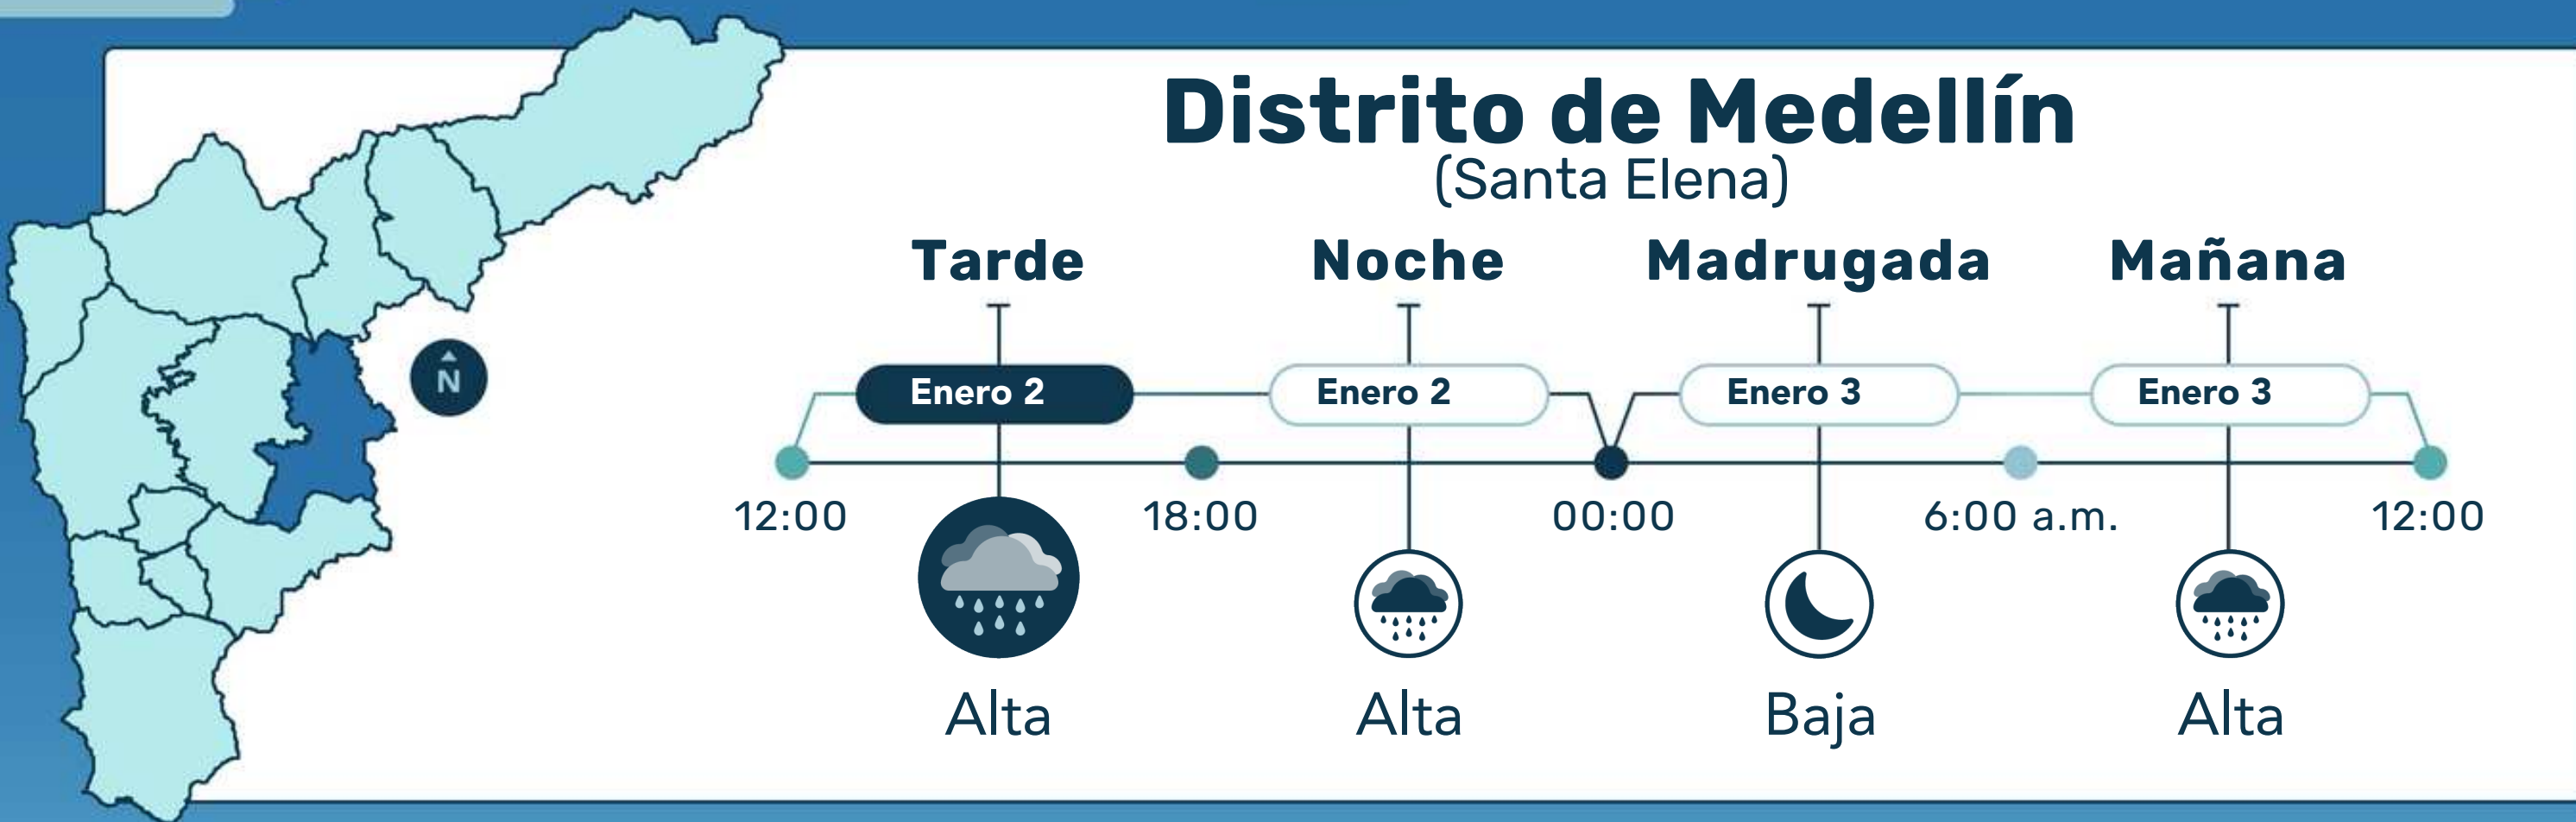 Distrito de Medellín
(Santa Elena)
Tarde Noche Madrugada Mañana
N
Enero 2 Enero 2 Enero 3 Enero 3
12:00 18:00 00:00 6:00 a.m. 12:00
Alta Alta Baja Alta